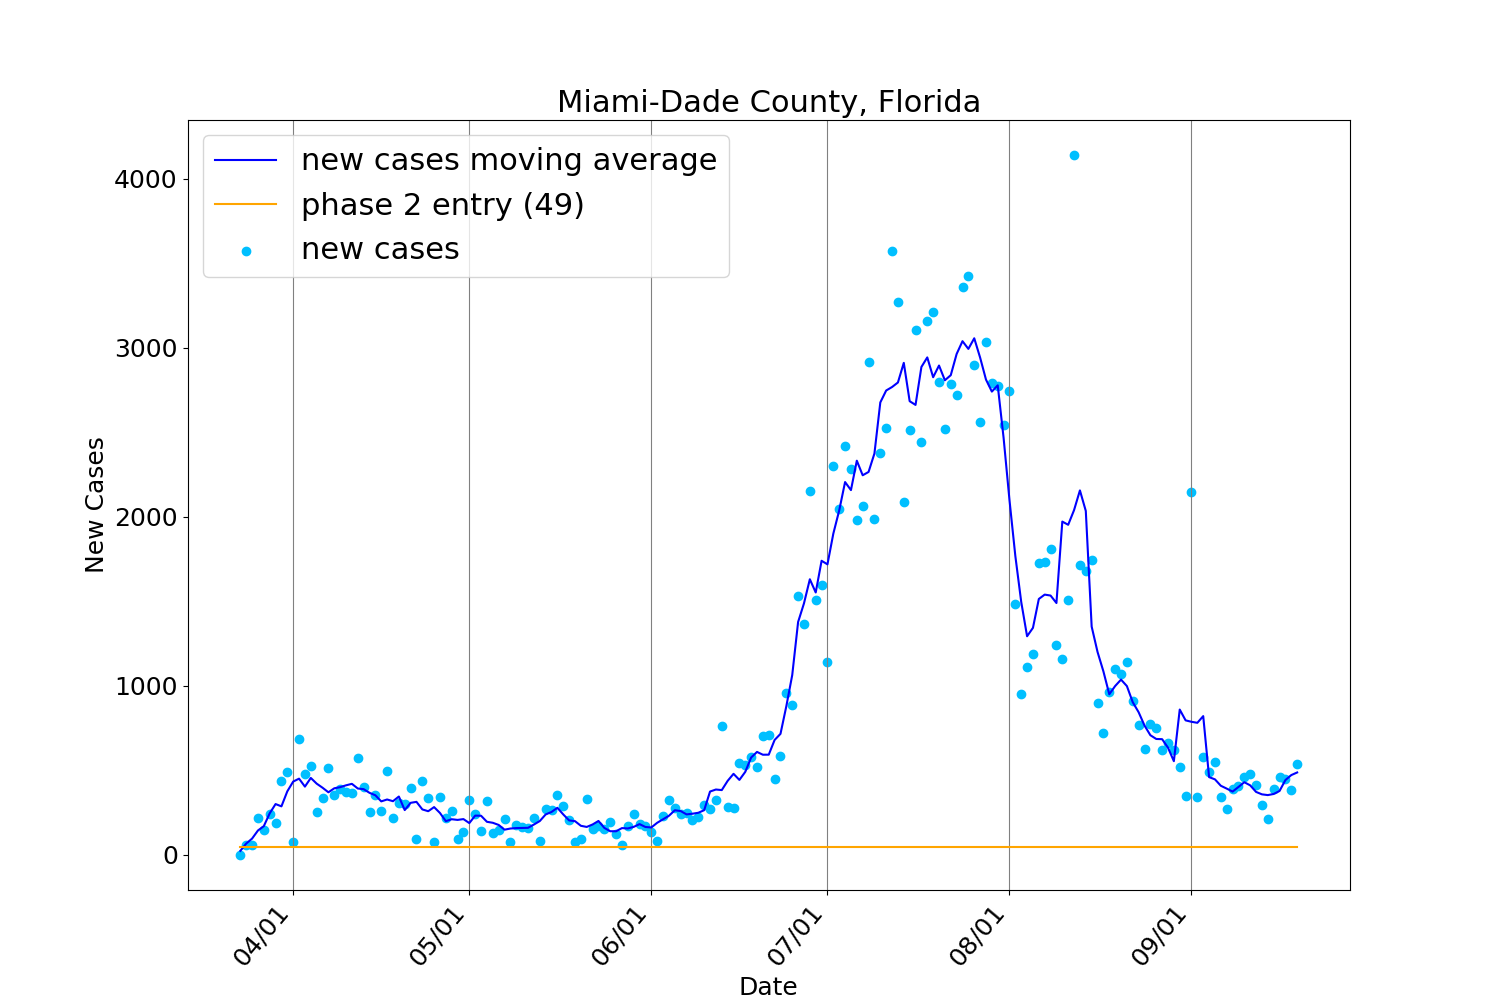 Miami-Dade County, Florida
new cases moving average
phase 2 entry (49)
new cases
4000
3000
2000
1000
0
New Cases
04/01
05/01
06/01
07/01
08/01
09/01
Date